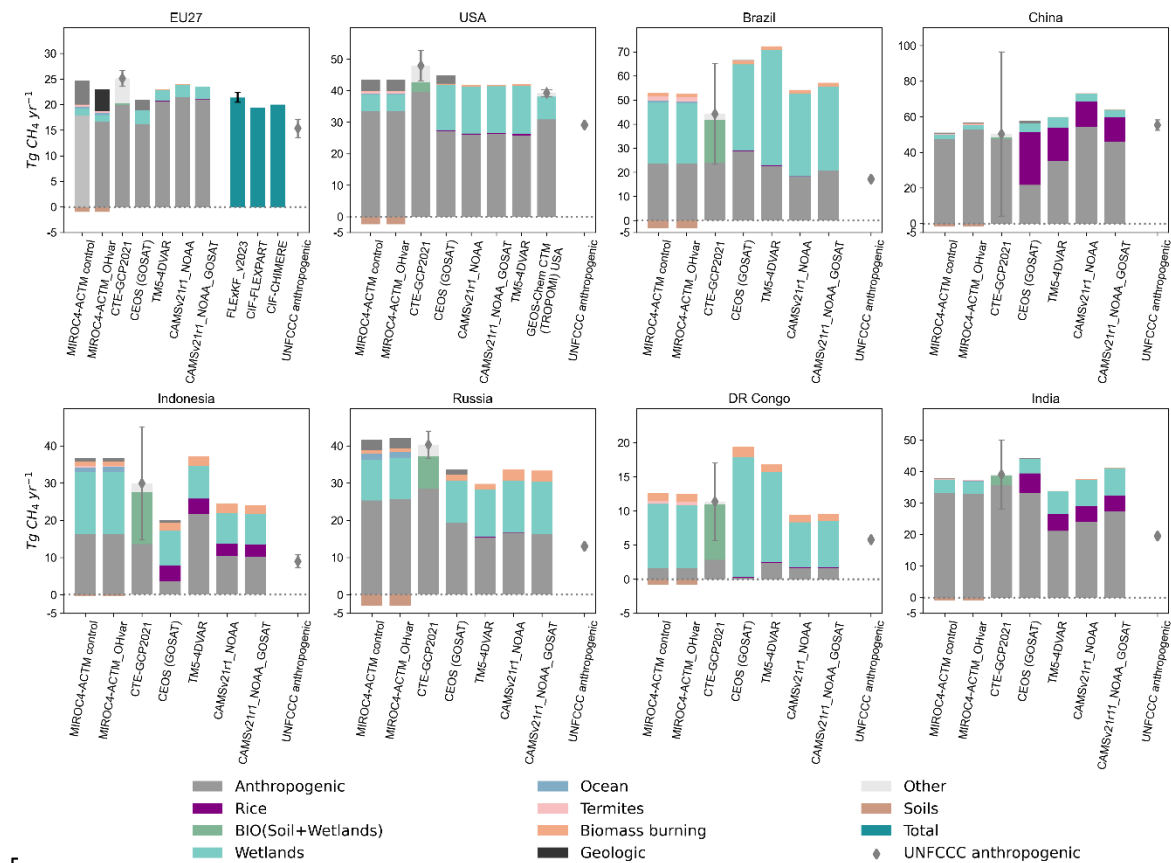 EU27
USA
Brazil
China
Tg CH₄ yr⁻¹
35
30
25
20
15
10
5
0
-5
50
40
30
20
10
0
-5
70
60
50
40
30
20
10
0
-5
100
80
60
40
20
0
-5
MIROC4-ACTM control
MIROC4-ACTM_OHvar
CTE-GCP2021
CEOS (GOSAT)
TM5-4DVAR
CAMSv21r1_NOAA
CAMSv21r1_NOAA_GOSAT
FLExKF_v2023
CIF-FLEXPART
CIF-CHIMERE
UNFCCC anthropogenic
MIROC4-ACTM control
MIROC4-ACTM_OHvar
CTE-GCP2021
CEOS (GOSAT)
CAMSv21r1_NOAA
CAMSv21r1_NOAA_GOSAT
TM5-4DVAR
GEOS-Chem CTM
(TROPOMI) USA
UNFCCC anthropogenic
MIROC4-ACTM control
MIROC4-ACTM_OHvar
CTE-GCP2021
CEOS (GOSAT)
TM5-4DVAR
CAMSv21r1_NOAA
CAMSv21r1_NOAA_GOSAT
UNFCCC anthropogenic
MIROC4-ACTM control
MIROC4-ACTM_OHvar
CTE-GCP2021
CEOS (GOSAT)
TM5-4DVAR
CAMSv21r1_NOAA
CAMSv21r1_NOAA_GOSAT
UNFCCC anthropogenic
Indonesia
Russia
DR Congo
India
Tg CH₄ yr⁻¹
40
30
20
10
0
-5
40
30
20
10
0
-5
20
15
10
5
0
-5
50
40
30
20
10
0
-5
MIROC4-ACTM control
MIROC4-ACTM_OHvar
CTE-GCP2021
CEOS (GOSAT)
TM5-4DVAR
CAMSv21r1_NOAA
CAMSv21r1_NOAA_GOSAT
UNFCCC anthropogenic
MIROC4-ACTM control
MIROC4-ACTM_OHvar
CTE-GCP2021
CEOS (GOSAT)
TM5-4DVAR
CAMSv21r1_NOAA
CAMSv21r1_NOAA_GOSAT
UNFCCC anthropogenic
MIROC4-ACTM control
MIROC4-ACTM_OHvar
CTE-GCP2021
CEOS (GOSAT)
TM5-4DVAR
CAMSv21r1_NOAA
CAMSv21r1_NOAA_GOSAT
UNFCCC anthropogenic
MIROC4-ACTM control
MIROC4-ACTM_OHvar
CTE-GCP2021
CEOS (GOSAT)
TM5-4DVAR
CAMSv21r1_NOAA
CAMSv21r11_NOAA_GOSAT
UNFCCC anthropogenic
Anthropogenic
Rice
BIO(Soil+Wetlands)
Wetlands
Ocean
Termites
Biomass burning
Geologic
Other
Soils
Total
UNFCCC anthropogenic